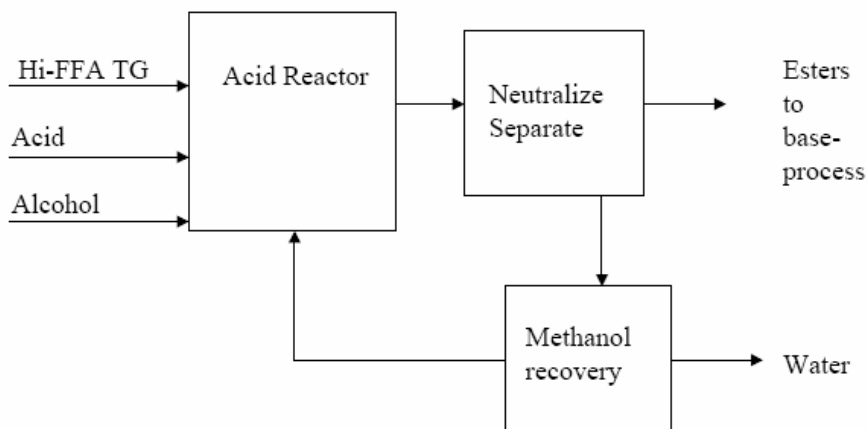 Hi-FFA TG
Acid
Alcohol
Acid Reactor
Neutralize
Separate
Esters
to
base-
process
Methanol
recovery
Water